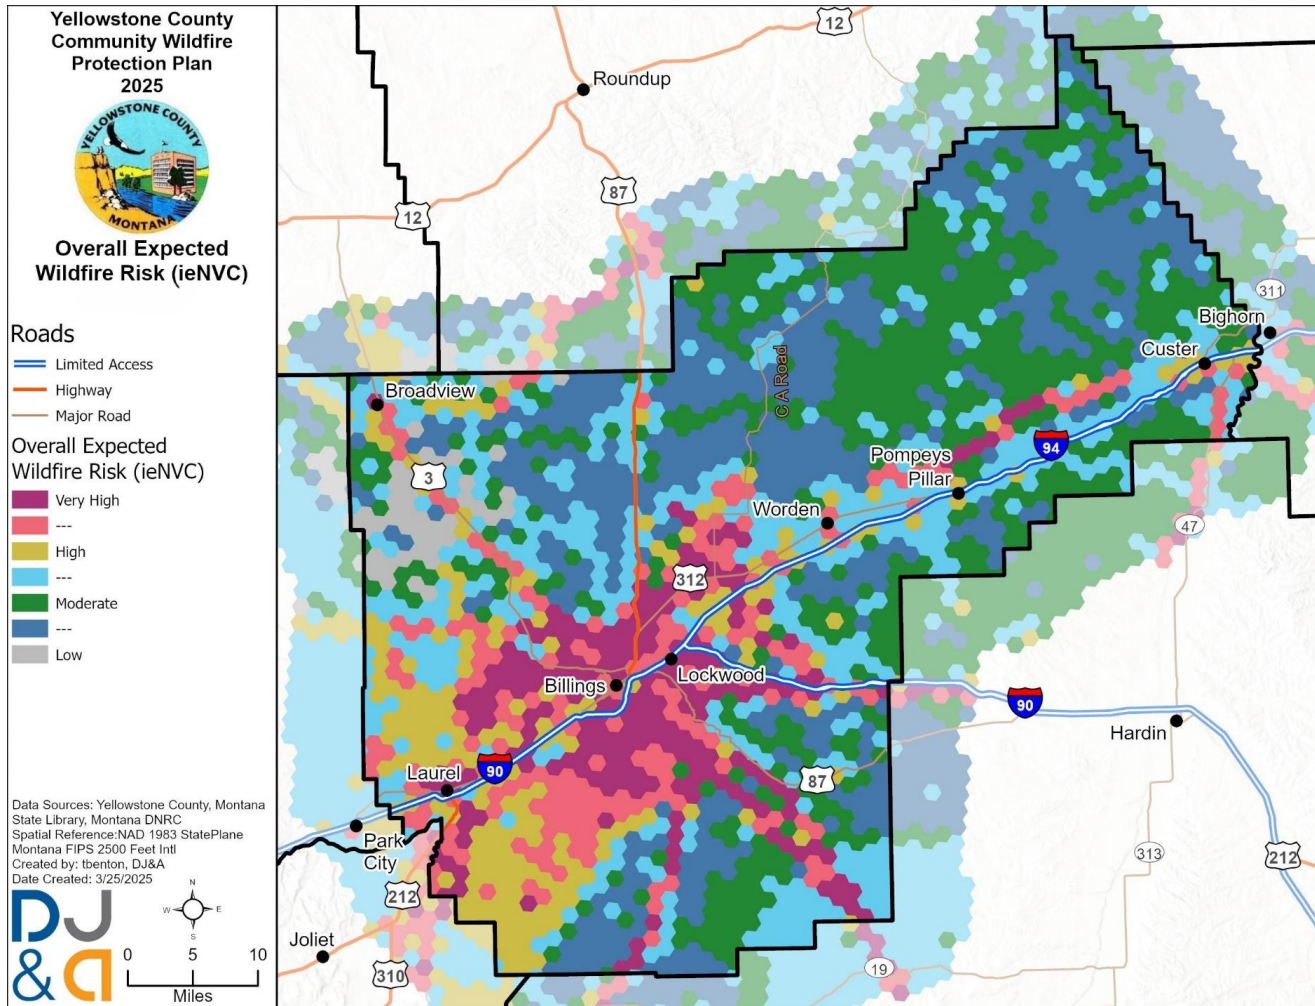 Yellowstone County
Community Wildfire
Protection Plan
2025
YELLOWSTONE COUNTY
MONTANA
Overall Expected
Wildfire Risk (ieNVC)
Roads
Limited Access
Highway
Major Road
Overall Expected
Wildfire Risk (ieNVC)
Very High
---
High
---
Moderate
---
Low
Data Sources: Yellowstone County, Montana
State Library, Montana DNRC
Spatial Reference:NAD 1983 StatePlane
Montana FIPS 2500 Feet Intl
Created by: tbenton, DJ&A
Date Created: 3/25/2025
DJ
&a
N
W E
S
0 5 10
Miles
12
Roundup
87
12
311
Bighorn
Custer
Broadview
C A Road
94
Pompeys
Pillar
3
Worden
47
312
Lockwood
Billings
90
Hardin
Laurel
90
87
Park
City
313
212
212
Joliet
310
19